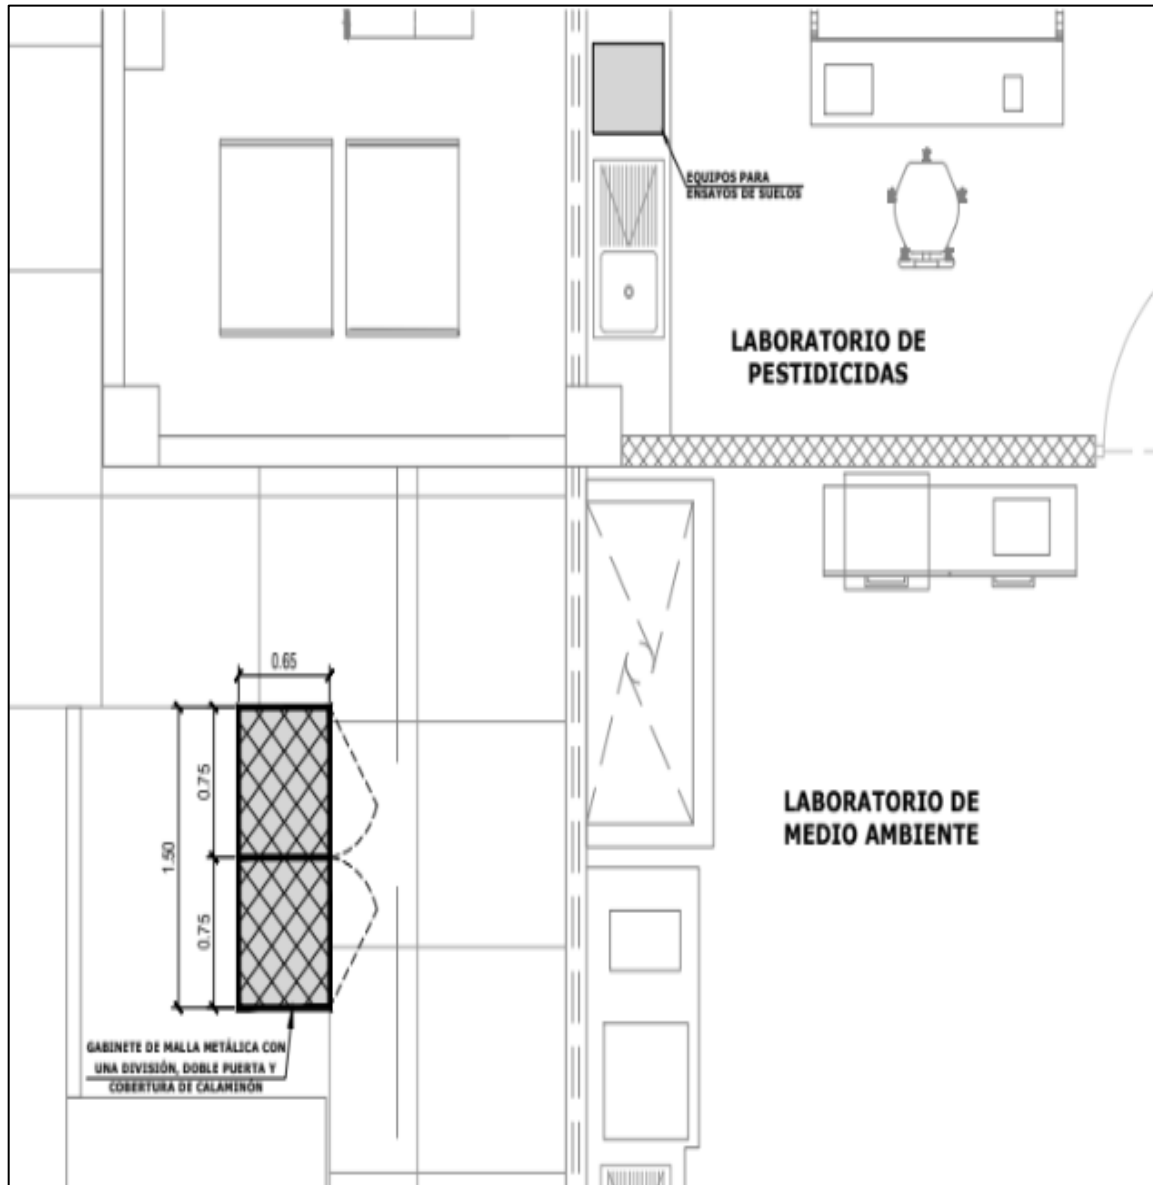 EQUIPOS PARA
ENSAYOS DE SUELOS
LABORATORIO DE
PESTIDICIDAS
0.65
0.75
1.50
0.75
LABORATORIO DE
MEDIO AMBIENTE
GABINETE DE MALLA METÁLICA CON
UNA DIVISIÓN, DOBLE PUERTA Y
COBERTURA DE CALAMINÓN